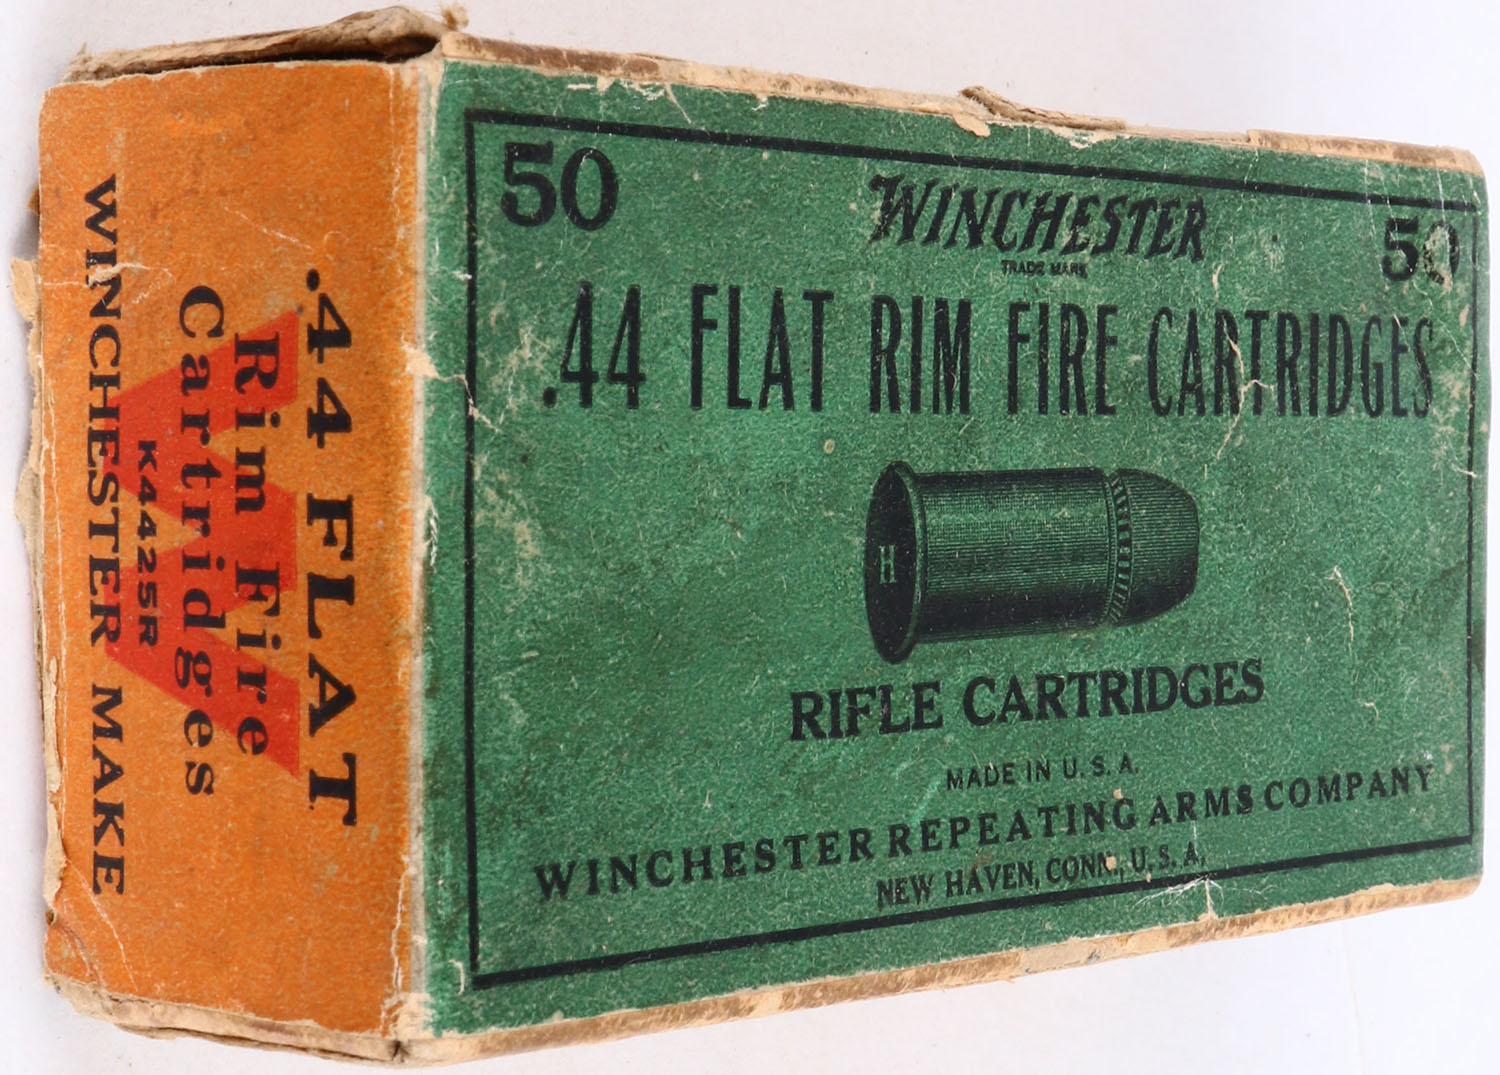 50
WINCHESTER
50
TRADE MARK
.44 FLAT RIM FIRE CARTRIDGES
H
RIFLE CARTRIDGES
MADE IN U. S. A.
WINCHESTER REPEATING ARMS COMPANY
NEW HAVEN, CONN., U. S. A.
.44 FLAT
Rim Fire
Cartridges
K4425R
WINCHESTER MAKE
W